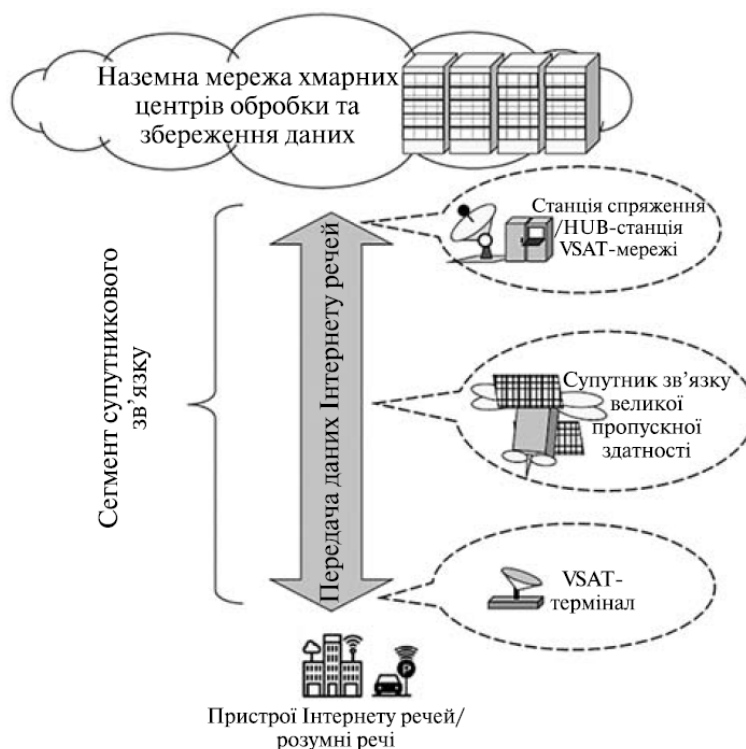 Наземна мережа хмарних
центрів обробки та
збереження даних
Станція спряження
/HUB-станція
VSAT-мережі
Сегмент супутникового
зв’язку
Передача даних Інтернету речей
Супутник зв’язку
великої
пропускної
здатності
VSAT-
термінал
P
Пристрої Інтернету речей/
розумні речі